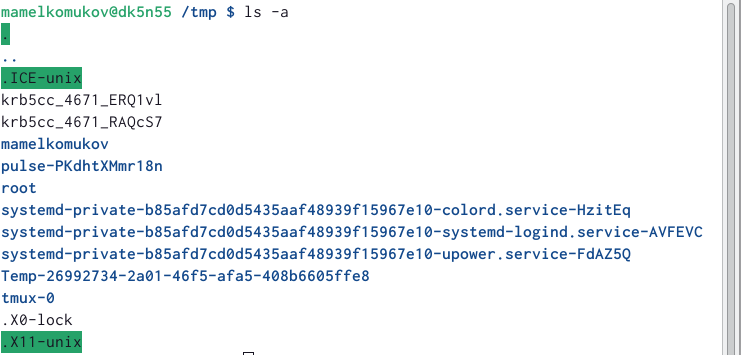 mamelkomukov@dk5n55 /tmp $ ls -a
.
..
.ICE-unix
krb5cc_4671_ERQ1vl
krb5cc_4671_RAQcS7
mamelkomukov
pulse-PKdhtXMmr18n
root
systemd-private-b85afd7cd0d5435aaf48939f15967e10-colord.service-HzitEq
systemd-private-b85afd7cd0d5435aaf48939f15967e10-systemd-logind.service-AVFEVC
systemd-private-b85afd7cd0d5435aaf48939f15967e10-upower.service-FdAZ5Q
Temp-26992734-2a01-46f5-afa5-408b6605ffe8
tmux-0
.X0-lock
.X11-unix